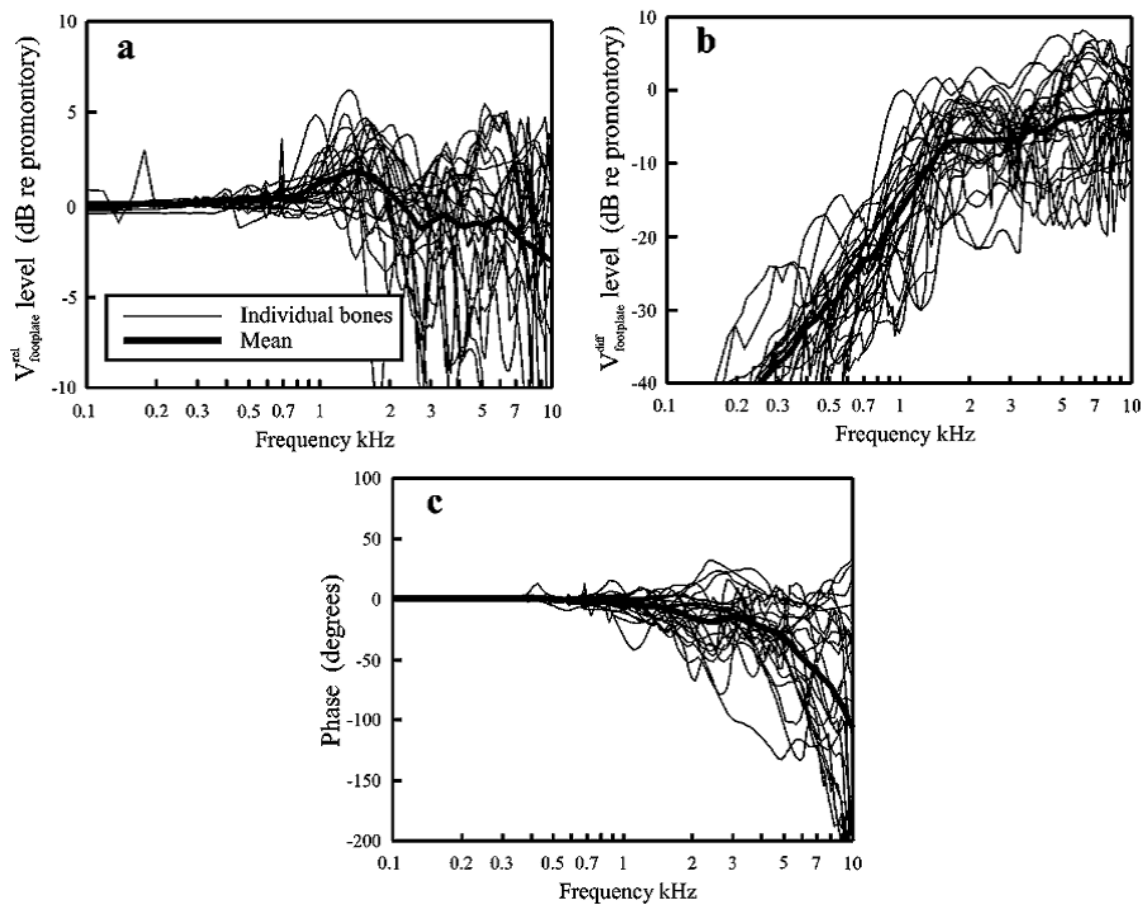 a
10
5
0
-5
-10
V rel footplate level (dB re promontory)
Individual bones
Mean
0.1 0.2 0.3 0.5 0.7 1 2 3 5 7 10
Frequency kHz
b
10
0
-10
-20
-30
-40
V diff footplate level (dB re promontory)
0.1 0.2 0.3 0.5 0.7 1 2 3 5 7 10
Frequency kHz
c
100
50
0
-50
-100
-150
-200
Phase (degrees)
0.1 0.2 0.3 0.5 0.7 1 2 3 5 7 10
Frequency kHz